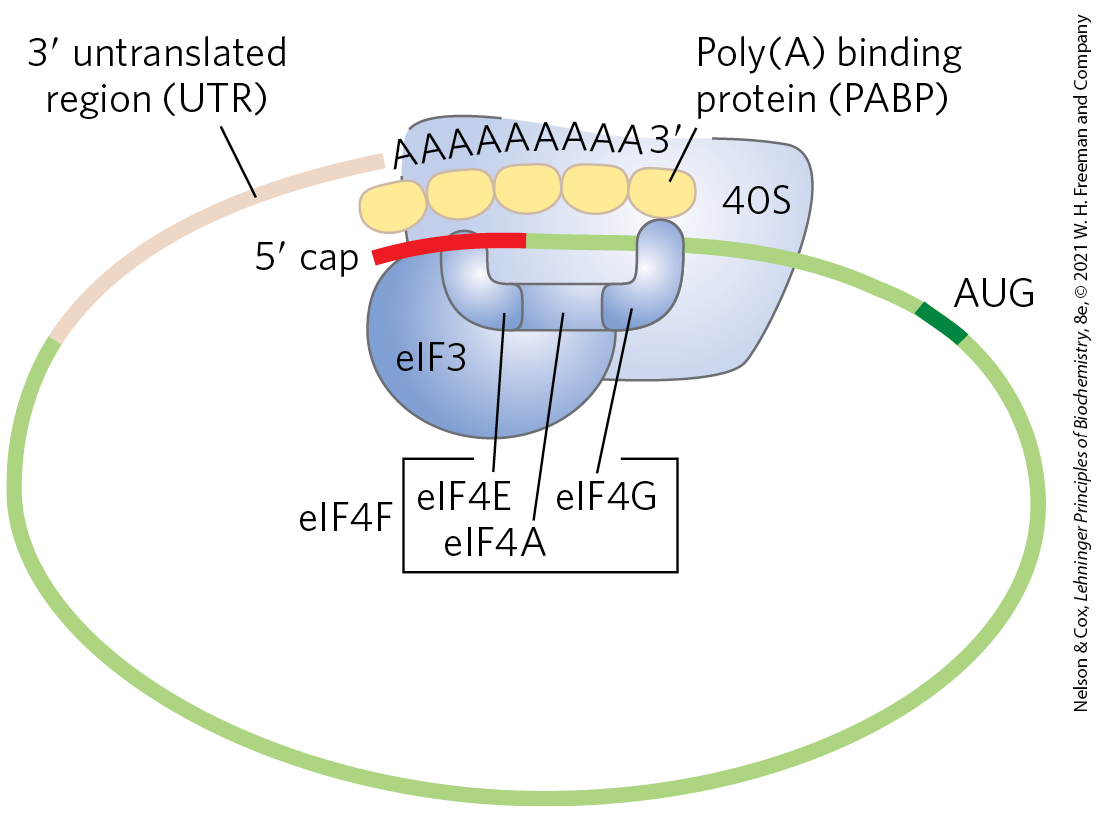 3′ untranslated
region (UTR)
Poly(A) binding
protein (PABP)
AAAAAAAAA3′
40S
5′ cap
AUG
eIF3
eIF4F
eIF4E
eIF4G
eIF4A
Nelson & Cox, Lehninger Principles of Biochemistry, 8e, © 2021 W. H. Freeman and Company